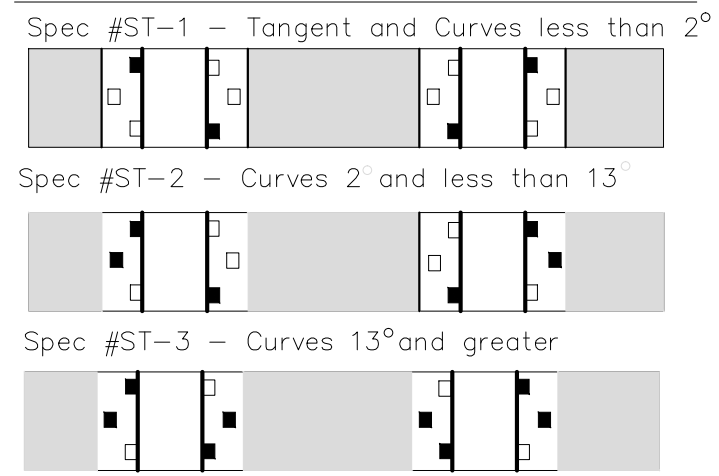 Spec #ST-1 - Tangent and Curves less than 2°
Spec #ST-2 - Curves 2° and less than 13°
Spec #ST-3 - Curves 13° and greater